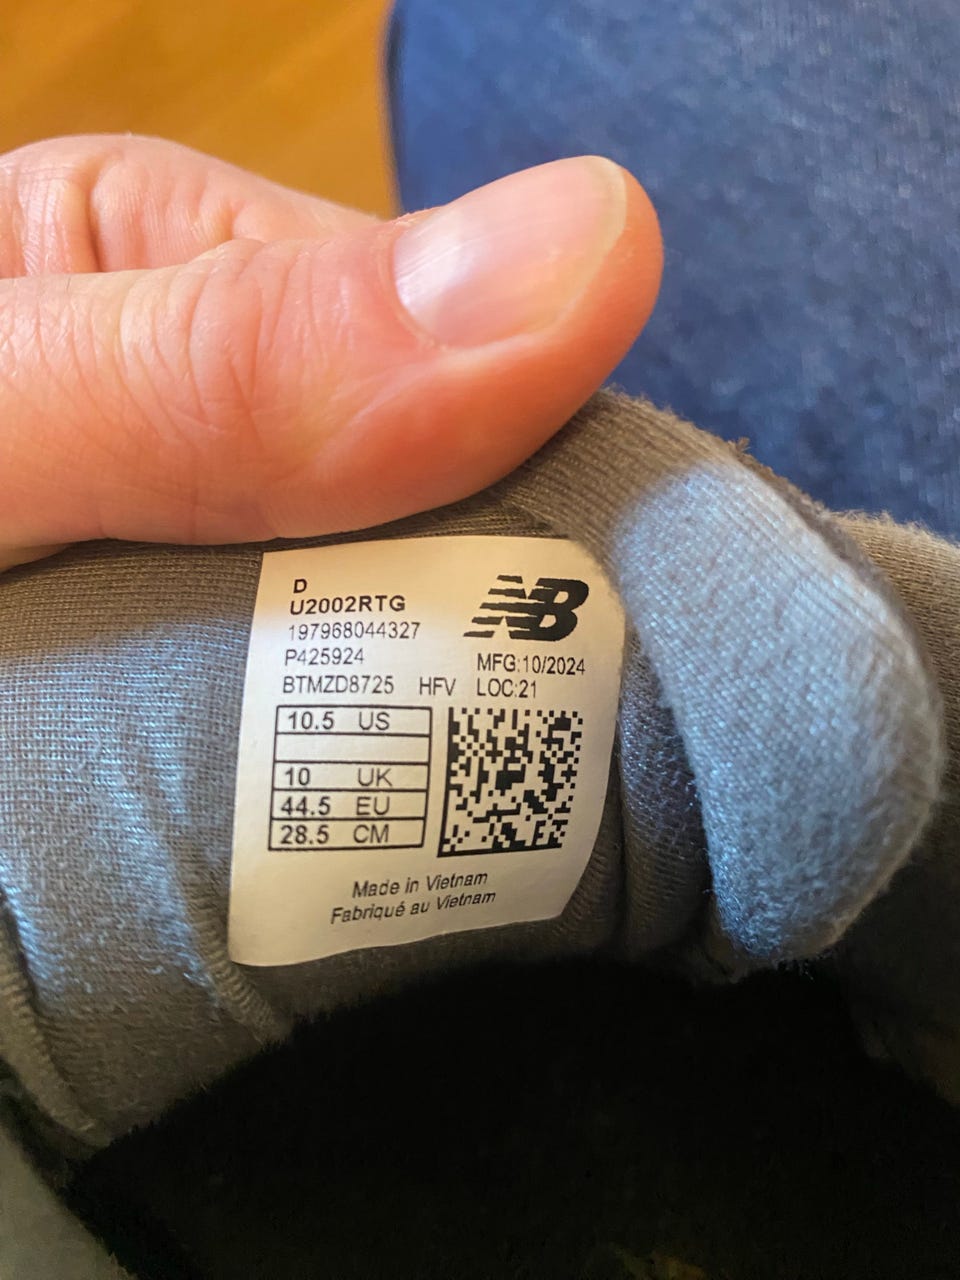 D
U2002RTG
197968044327
P425924
BTMZD8725 HFV
NB
MFG:10/2024
LOC:21
10.5 US
10 UK
44.5 EU
28.5 CM
Made in Vietnam
Fabriqué au Vietnam